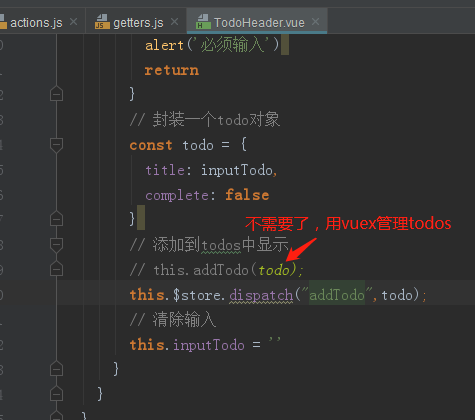 actions.js × getters.js × TodoHeader.vue ×
alert('必须输入')
return
}
// 封装一个todo对象
const todo = {
title: inputTodo,
complete: false
}
不需要了，用vuex管理todos
// 添加到todos中显示,
// this.addTodo(todo);
this.$store.dispatch("addTodo",todo);
// 清除输入
this.inputTodo = ''
}
}